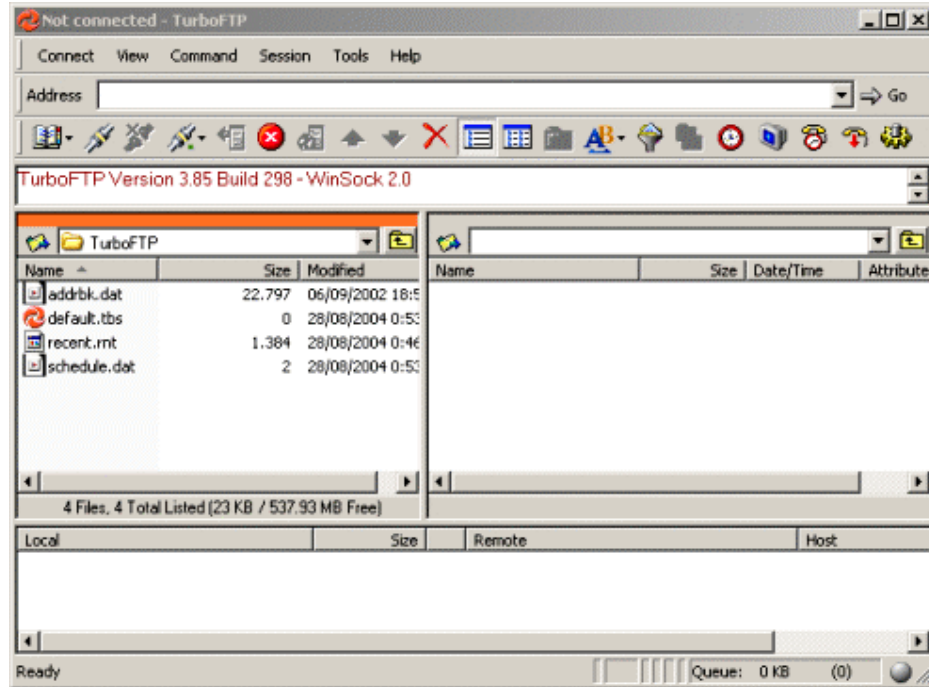 Not connected - TurboFTP
Connect View Command Session Tools Help
Address Go
TurboFTP Version 3.85 Build 298 - WinSock 2.0
TurboFTP
Name Size Modified Name Size Date/Time Attribute
addrbk.dat 22.797 06/09/2002 18:5
default.tbs 0 28/08/2004 0:53
recent.rnt 1.384 28/08/2004 0:46
schedule.dat 2 28/08/2004 0:53
4 Files, 4 Total Listed (23 KB / 537.93 MB Free)
Local Size Remote Host
Ready Queue: 0 KB (0)